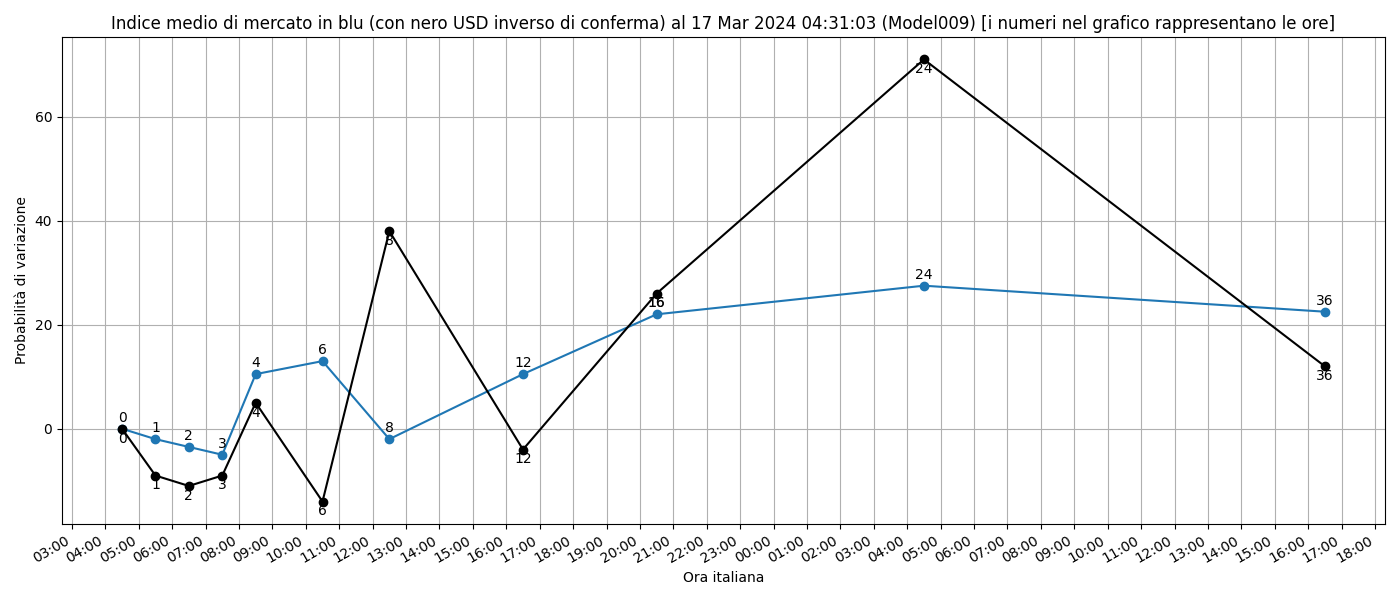 Indice medio di mercato in blu (con nero USD inverso di conferma) al 17 Mar 2024 04:31:03 (Model009) [i numeri nel grafico rappresentano le ore]
Probabilità di variazione
60
40
20
0
0 1 2 3 4 6 8 12 16 24 36
0 1 2 3 4 6 8 12 16 24 36
03:00 04:00 05:00 06:00 07:00 08:00 09:00 10:00 11:00 12:00 13:00 14:00 15:00 16:00 17:00 18:00 19:00 20:00 21:00 22:00 23:00 00:00 01:00 02:00 03:00 04:00 05:00 06:00 07:00 08:00 09:00 10:00 11:00 12:00 13:00 14:00 15:00 16:00 17:00 18:00
Ora italiana